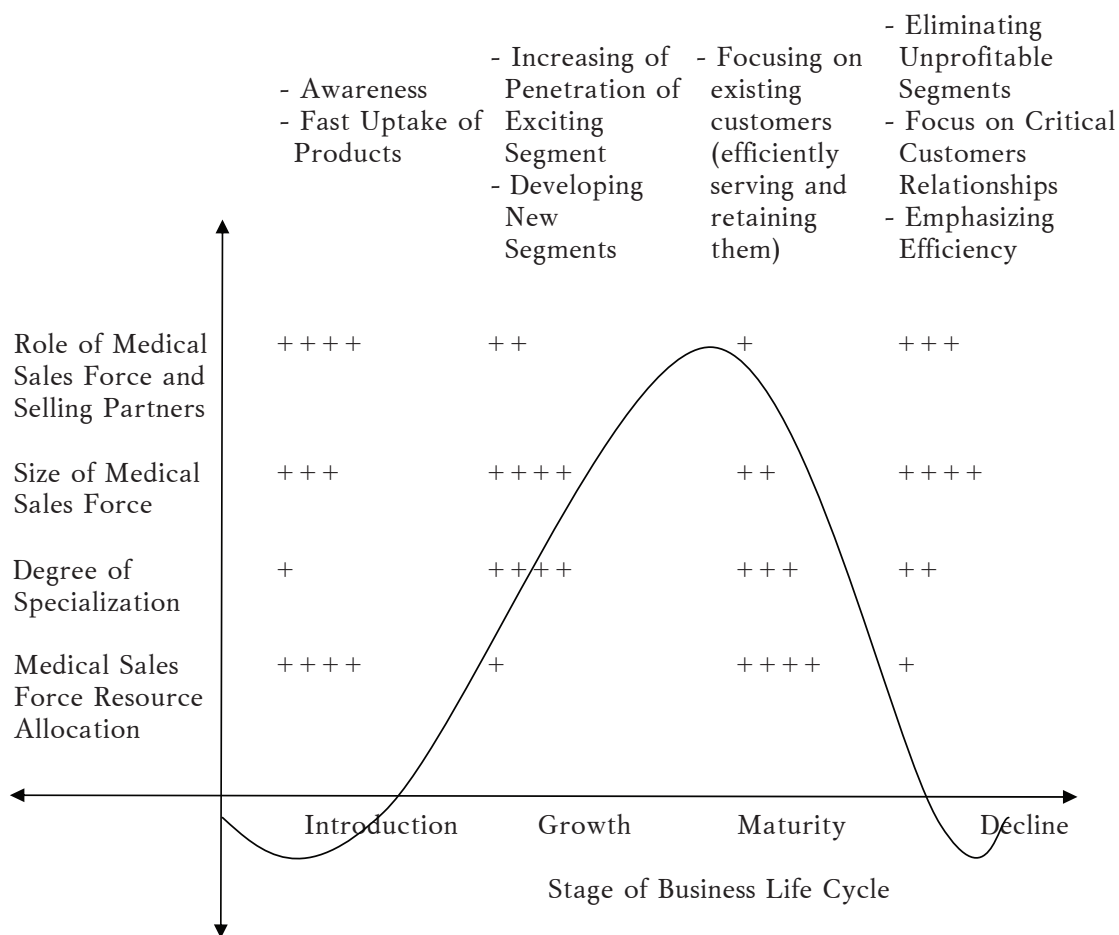 - Awareness
- Fast Uptake of
Products
- Increasing of
Penetration of
Exciting
Segment
- Developing
New
Segments
- Focusing on
existing
customers
(efficiently
serving and
retaining
them)
- Eliminating
Unprofitable
Segments
- Focus on Critical
Customers
Relationships
- Emphasizing
Efficiency
Role of Medical
Sales Force and
Selling Partners
++++
++
+
+++
Size of Medical
Sales Force
+++
++++
++
++++
Degree of
Specialization
+
++++
+++
++
Medical Sales
Force Resource
Allocation
++++
+
++++
+
Introduction
Growth
Maturity
Decline
Stage of Business Life Cycle